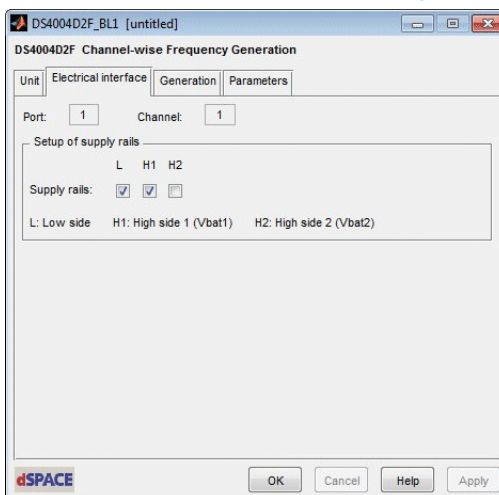 DS4004D2F_BL1 [untitled]
DS4004D2F Channel-wise Frequency Generation
Unit Electrical interface Generation Parameters
Port: 1 Channel: 1
Setup of supply rails
L H1 H2
Supply rails:
L: Low side H1: High side 1 (Vbat1) H2: High side 2 (Vbat2)
dSPACE OK Cancel Help Apply